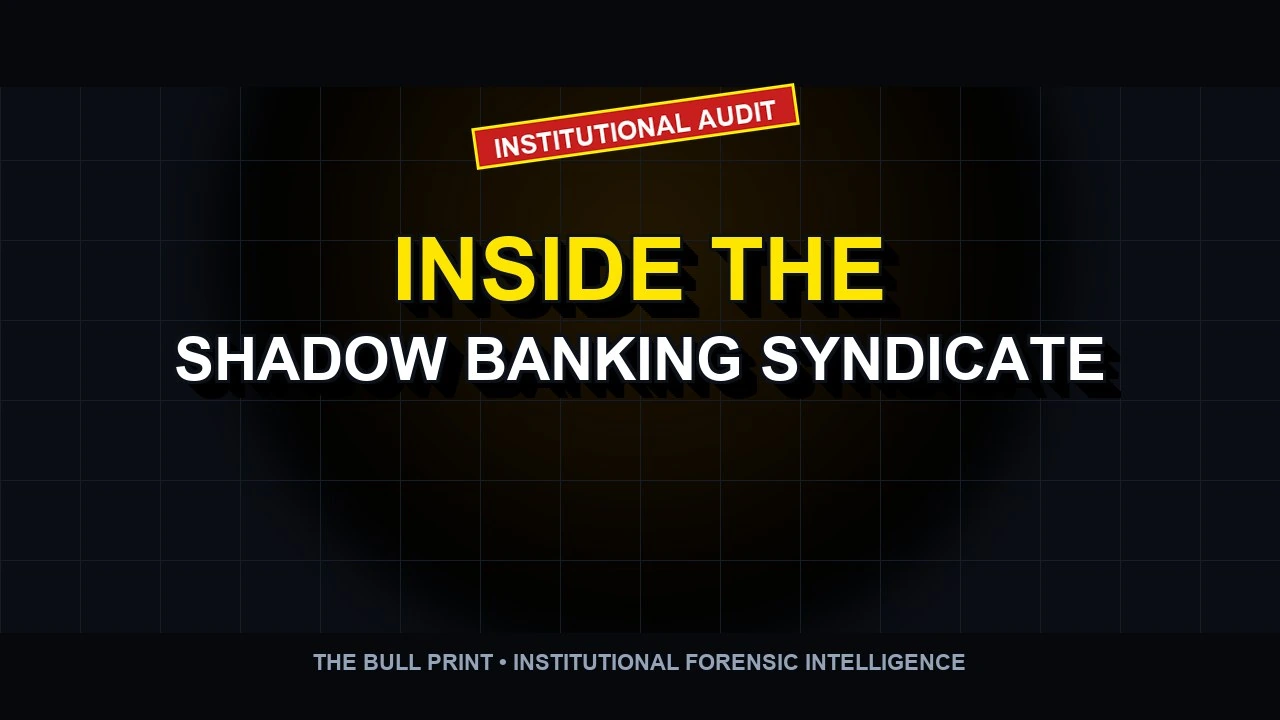 INSTITUTIONAL AUDIT
INSIDE THE
SHADOW BANKING SYNDICATE
THE BULL PRINT • INSTITUTIONAL FORENSIC INTELLIGENCE